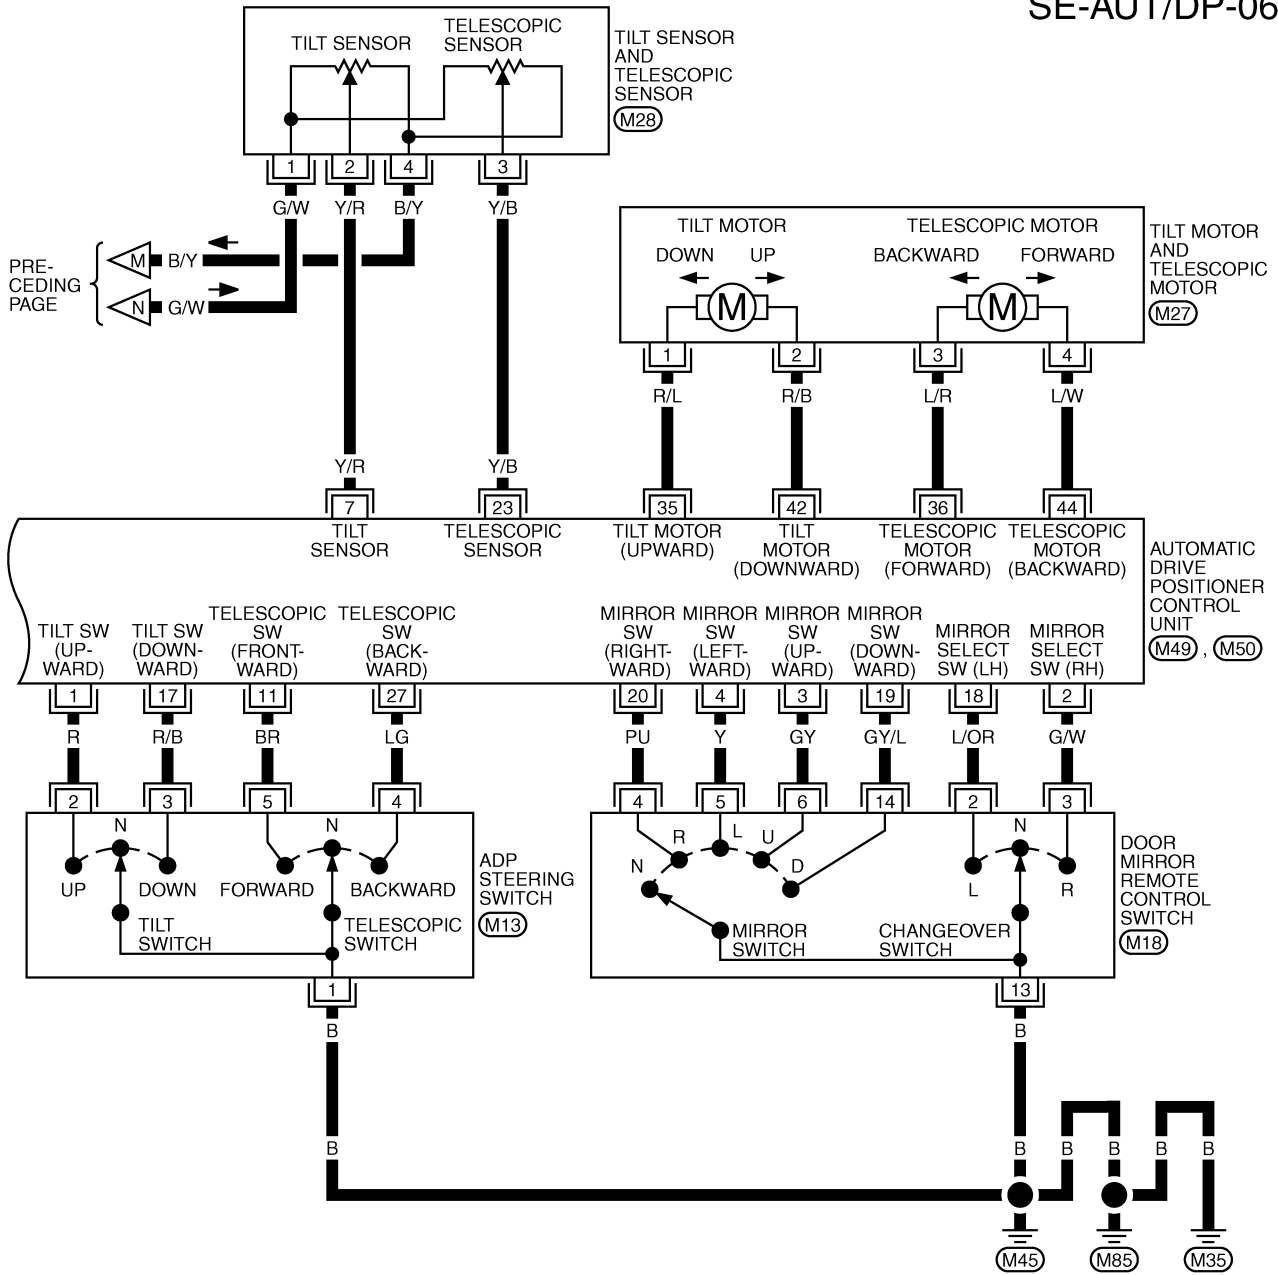 SE-AUT/DP-06
TILT SENSOR
TELESCOPIC
SENSOR
TILT SENSOR
AND
TELESCOPIC
SENSOR
M28
1 2 4 3
G/W Y/R B/Y Y/B
PRE-
CEDING
PAGE
M B/Y
N G/W
TILT MOTOR TELESCOPIC MOTOR
DOWN UP BACKWARD FORWARD
M M
TILT MOTOR
AND
TELESCOPIC
MOTOR
M27
1 2 3 4
R/L R/B L/R L/W
Y/R Y/B
7 23 35 42 36 44
TILT
SENSOR
TELESCOPIC
SENSOR
TILT MOTOR
(UPWARD)
TILT
MOTOR
(DOWNWARD)
TELESCOPIC
MOTOR
(FORWARD)
TELESCOPIC
MOTOR
(BACKWARD)
AUTOMATIC
DRIVE
POSITIONER
CONTROL
UNIT
M49 , M50
TILT SW
(UP-
WARD)
TILT SW
(DOWN-
WARD)
TELESCOPIC
SW
(FRONT-
WARD)
TELESCOPIC
SW
(BACK-
WARD)
MIRROR
SW
(RIGHT-
WARD)
MIRROR
SW
(LEFT-
WARD)
MIRROR
SW
(UP-
WARD)
MIRROR
SW
(DOWN-
WARD)
MIRROR
SELECT
SW (LH)
MIRROR
SELECT
SW (RH)
1 17 11 27 20 4 3 19 18 2
R R/B BR LG PU Y GY GY/L L/OR G/W
2 3 5 4 4 5 6 14 2 3
N N
UP DOWN FORWARD BACKWARD
TILT
SWITCH
TELESCOPIC
SWITCH
ADP
STEERING
SWITCH
M13
N R L U D
MIRROR
SWITCH
N
L R
CHANGEOVER
SWITCH
DOOR
MIRROR
REMOTE
CONTROL
SWITCH
M18
1 13
B B
B B B B B B
M45 M85 M35